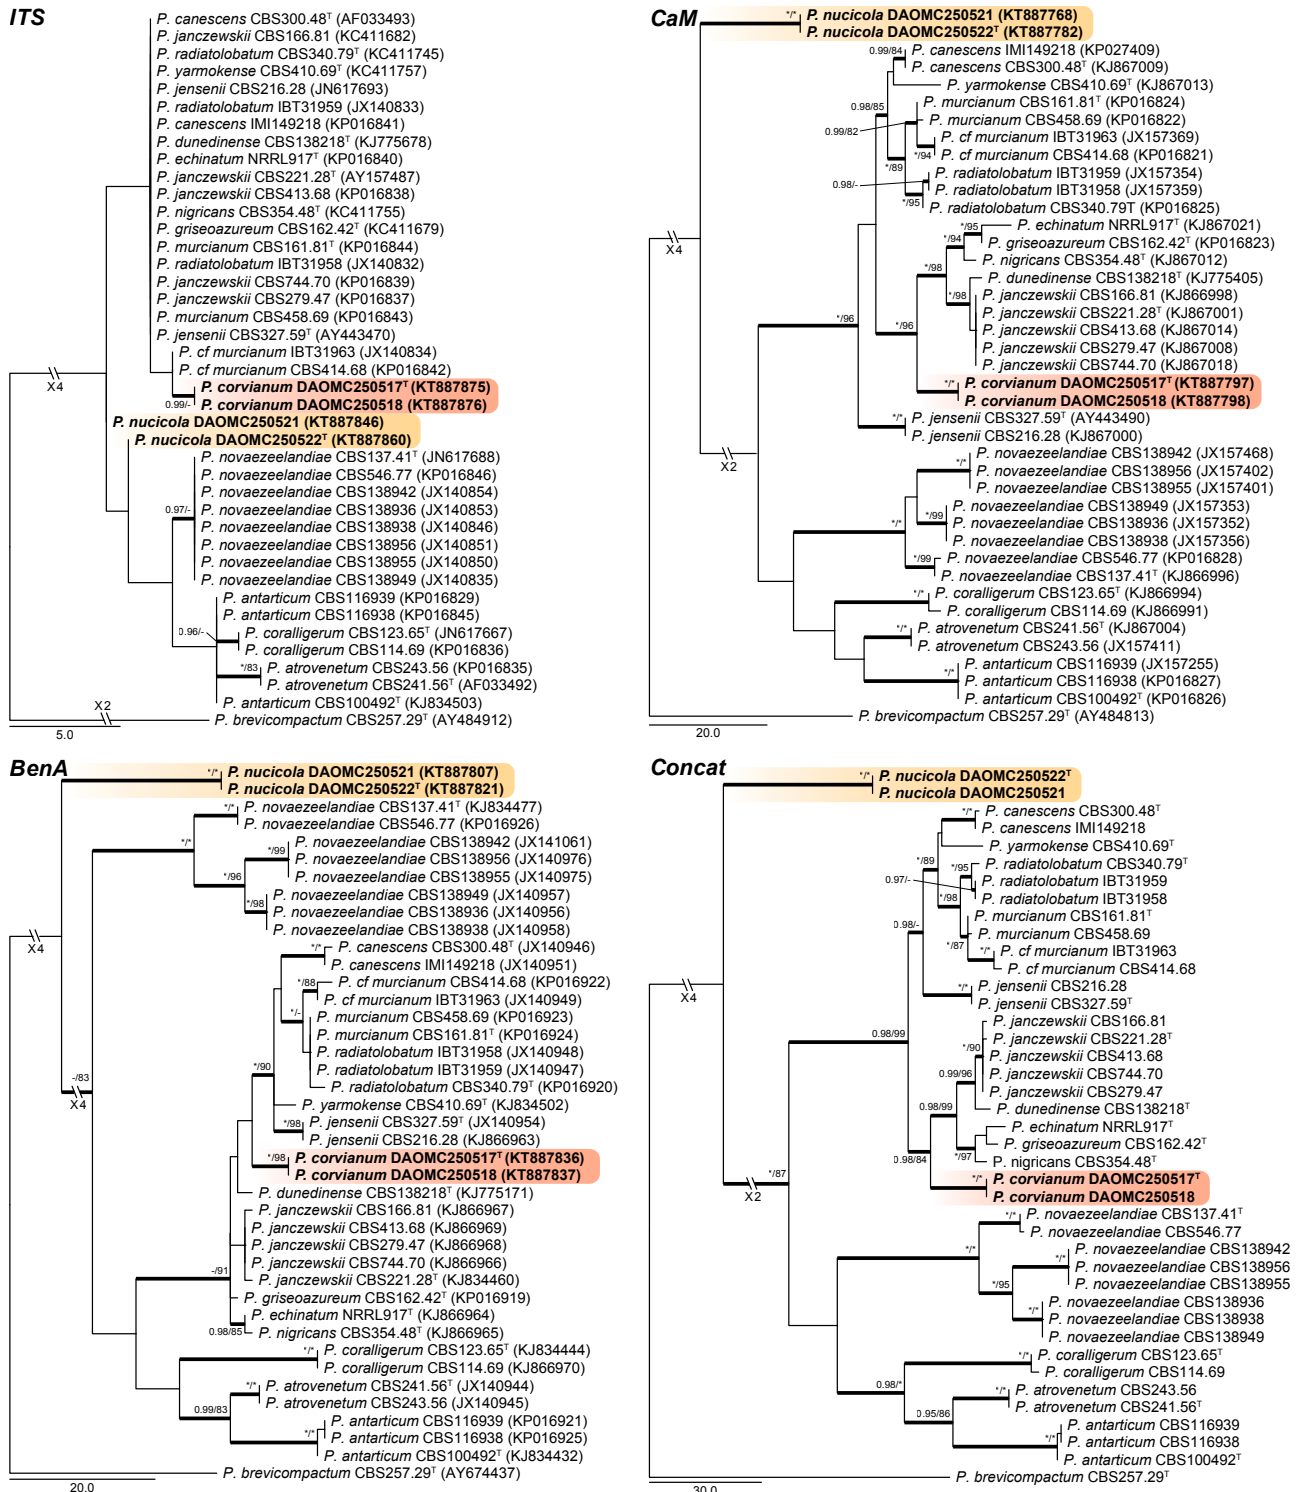 ITS
P. canescens CBS300.48ᵀ (AF033493)
P. janczewskii CBS166.81 (KC411682)
P. radiatolobatum CBS340.79ᵀ (KC411745)
P. yarmokense CBS410.69ᵀ (KC411757)
P. jensenii CBS216.28 (JN617693)
P. radiatolobatum IBT31959 (JX140833)
P. canescens IMI149218 (KP016841)
P. dunedinense CBS138218ᵀ (KJ775678)
P. echinatum NRRL917ᵀ (KP016840)
P. janczewskii CBS221.28ᵀ (AY157487)
P. janczewskii CBS413.68 (KP016838)
P. nigricans CBS354.48ᵀ (KC411755)
P. griseoazureum CBS162.42ᵀ (KC411679)
P. murcianum CBS161.81ᵀ (KP016844)
P. radiatolobatum IBT31958 (JX140832)
P. janczewskii CBS744.70 (KP016839)
P. janczewskii CBS279.47 (KP016837)
P. murcianum CBS458.69 (KP016843)
P. jensenii CBS327.59ᵀ (AY443470)
P. cf murcianum IBT31963 (JX140834)
P. cf murcianum CBS414.68 (KP016842)
X4
P. corvianum DAOMC250517ᵀ (KT887875)
0.99/-
P. corvianum DAOMC250518 (KT887876)
P. nucicola DAOMC250521 (KT887846)
P. nucicola DAOMC250522ᵀ (KT887860)
P. novaezeelandiae CBS137.41ᵀ (JN617688)
P. novaezeelandiae CBS546.77 (KP016846)
P. novaezeelandiae CBS138942 (JX140854)
0.97/-
P. novaezeelandiae CBS138936 (JX140853)
P. novaezeelandiae CBS138938 (JX140846)
P. novaezeelandiae CBS138956 (JX140851)
P. novaezeelandiae CBS138955 (JX140850)
P. novaezeelandiae CBS138949 (JX140835)
P. antarticum CBS116939 (KP016829)
P. antarticum CBS116938 (KP016845)
0.96/-
P. coralligerum CBS123.65ᵀ (JN617667)
P. coralligerum CBS114.69 (KP016836)
*/83
P. atrovenetum CBS243.56 (KP016835)
P. atrovenetum CBS241.56ᵀ (AF033492)
P. antarticum CBS100492ᵀ (KJ834503)
X2
P. brevicompactum CBS257.29ᵀ (AY484912)
5.0
CaM
*/*
P. nucicola DAOMC250521 (KT887768)
P. nucicola DAOMC250522ᵀ (KT887782)
0.99/84
P. canescens IMI149218 (KP027409)
P. canescens CBS300.48ᵀ (KJ867009)
0.98/85
P. yarmokense CBS410.69ᵀ (KJ867013)
P. murcianum CBS161.81ᵀ (KP016824)
0.99/82
P. murcianum CBS458.69 (KP016822)
P. cf murcianum IBT31963 (JX157369)
*/94
P. cf murcianum CBS414.68 (KP016821)
*/89
P. radiatolobatum IBT31959 (JX157354)
0.98/-
P. radiatolobatum IBT31958 (JX157359)
*/95
P. radiatolobatum CBS340.79T (KP016825)
*/95
P. echinatum NRRL917ᵀ (KJ867021)
*/94
P. griseoazureum CBS162.42ᵀ (KP016823)
X4
P. nigricans CBS354.48ᵀ (KJ867012)
*/98
P. dunedinense CBS138218ᵀ (KJ775405)
*/98
P. janczewskii CBS166.81 (KJ866998)
P. janczewskii CBS221.28ᵀ (KJ867001)
*/96
*/96
P. janczewskii CBS413.68 (KJ867014)
P. janczewskii CBS279.47 (KJ867008)
P. janczewskii CBS744.70 (KJ867018)
*/*
P. corvianum DAOMC250517ᵀ (KT887797)
P. corvianum DAOMC250518 (KT887798)
*/*
P. jensenii CBS327.59ᵀ (AY443490)
P. jensenii CBS216.28 (KJ867000)
X2
*/*
P. novaezeelandiae CBS138942 (JX157468)
P. novaezeelandiae CBS138956 (JX157402)
P. novaezeelandiae CBS138955 (JX157401)
P. novaezeelandiae CBS138949 (JX157353)
*/*
*/99
P. novaezeelandiae CBS138936 (JX157352)
P. novaezeelandiae CBS138938 (JX157356)
*/99
P. novaezeelandiae CBS546.77 (KP016828)
P. novaezeelandiae CBS137.41ᵀ (KJ866996)
*/*
P. coralligerum CBS123.65ᵀ (KJ866994)
P. coralligerum CBS114.69 (KJ866991)
*/*
P. atrovenetum CBS241.56ᵀ (KJ867004)
P. atrovenetum CBS243.56 (JX157411)
*/*
P. antarticum CBS116939 (JX157255)
P. antarticum CBS116938 (KP016827)
P. antarticum CBS100492ᵀ (KP016826)
P. brevicompactum CBS257.29ᵀ (AY484813)
20.0
BenA
*/*
P. nucicola DAOMC250521 (KT887807)
P. nucicola DAOMC250522ᵀ (KT887821)
*/*
P. novaezeelandiae CBS137.41ᵀ (KJ834477)
P. novaezeelandiae CBS546.77 (KP016926)
*/*
*/99
P. novaezeelandiae CBS138942 (JX141061)
P. novaezeelandiae CBS138956 (JX140976)
*/96
P. novaezeelandiae CBS138955 (JX140975)
*/98
P. novaezeelandiae CBS138949 (JX140957)
P. novaezeelandiae CBS138936 (JX140956)
P. novaezeelandiae CBS138938 (JX140958)
X4
*/*
P. canescens CBS300.48ᵀ (JX140946)
P. canescens IMI149218 (JX140951)
*/88
P. cf murcianum CBS414.68 (KP016922)
P. cf murcianum IBT31963 (JX140949)
*/-
P. murcianum CBS458.69 (KP016923)
P. murcianum CBS161.81ᵀ (KP016924)
P. radiatolobatum IBT31958 (JX140948)
*/90
P. radiatolobatum IBT31959 (JX140947)
-/83
X4
P. radiatolobatum CBS340.79ᵀ (KP016920)
P. yarmokense CBS410.69ᵀ (KJ834502)
*/98
P. jensenii CBS327.59ᵀ (JX140954)
P. jensenii CBS216.28 (KJ866963)
*/98
P. corvianum DAOMC250517ᵀ (KT887836)
P. corvianum DAOMC250518 (KT887837)
P. dunedinense CBS138218ᵀ (KJ775171)
P. janczewskii CBS166.81 (KJ866967)
P. janczewskii CBS413.68 (KJ866969)
P. janczewskii CBS279.47 (KJ866968)
P. janczewskii CBS744.70 (KJ866966)
-/91
P. janczewskii CBS221.28ᵀ (KJ834460)
P. griseoazureum CBS162.42ᵀ (KP016919)
P. echinatum NRRL917ᵀ (KJ866964)
0.98/85
P. nigricans CBS354.48ᵀ (KJ866965)
*/*
P. coralligerum CBS123.65ᵀ (KJ834444)
P. coralligerum CBS114.69 (KJ866970)
*/*
P. atrovenetum CBS241.56ᵀ (JX140944)
P. atrovenetum CBS243.56 (JX140945)
0.99/83
P. antarticum CBS116939 (KP016921)
*/*
P. antarticum CBS116938 (KP016925)
P. antarticum CBS100492ᵀ (KJ834432)
P. brevicompactum CBS257.29ᵀ (AY674437)
20.0
Concat
*/*
P. nucicola DAOMC250522ᵀ
P. nucicola DAOMC250521
*/*
P. canescens CBS300.48ᵀ
P. canescens IMI149218
P. yarmokense CBS410.69ᵀ
*/89
*/95
P. radiatolobatum CBS340.79ᵀ
0.97/-
P. radiatolobatum IBT31959
*/98
P. radiatolobatum IBT31958
P. murcianum CBS161.81ᵀ
0.98/-
P. murcianum CBS458.69
*/87
*/*
P. cf murcianum IBT31963
P. cf murcianum CBS414.68
X4
*/*
P. jensenii CBS216.28
P. jensenii CBS327.59ᵀ
P. janczewskii CBS166.81
0.98/99
*/90
P. janczewskii CBS221.28ᵀ
P. janczewskii CBS413.68
0.99/96
P. janczewskii CBS744.70
P. janczewskii CBS279.47
0.98/99
P. dunedinense CBS138218ᵀ
P. echinatum NRRL917ᵀ
P. griseoazureum CBS162.42ᵀ
0.98/84
*/97
P. nigricans CBS354.48ᵀ
*/87
X2
*/*
P. corvianum DAOMC250517ᵀ
P. corvianum DAOMC250518
*/*
P. novaezeelandiae CBS137.41ᵀ
P. novaezeelandiae CBS546.77
*/*
*/*
P. novaezeelandiae CBS138942
P. novaezeelandiae CBS138956
*/95
P. novaezeelandiae CBS138955
*/*
P. novaezeelandiae CBS138936
P. novaezeelandiae CBS138938
P. novaezeelandiae CBS138949
*/*
P. coralligerum CBS123.65ᵀ
0.98/*
P. coralligerum CBS114.69
*/*
P. atrovenetum CBS243.56
P. atrovenetum CBS241.56ᵀ
0.95/86
P. antarticum CBS116939
*/*
P. antarticum CBS116938
P. antarticum CBS100492ᵀ
P. brevicompactum CBS257.29ᵀ
30.0